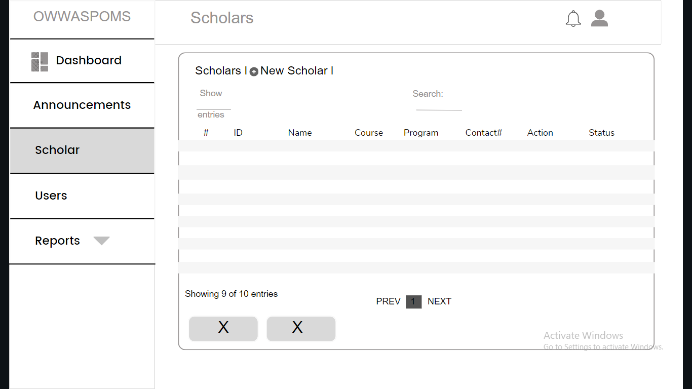 OWWASPOMS
Scholars
Dashboard
Announcements
Scholar
Users
Reports
Scholars | New Scholar |
Show
entries
Search:
# ID Name Course Program Contact# Action Status
Showing 9 of 10 entries
PREV 1 NEXT
X X
Activate Windows
Go to Settings to activate Windows.